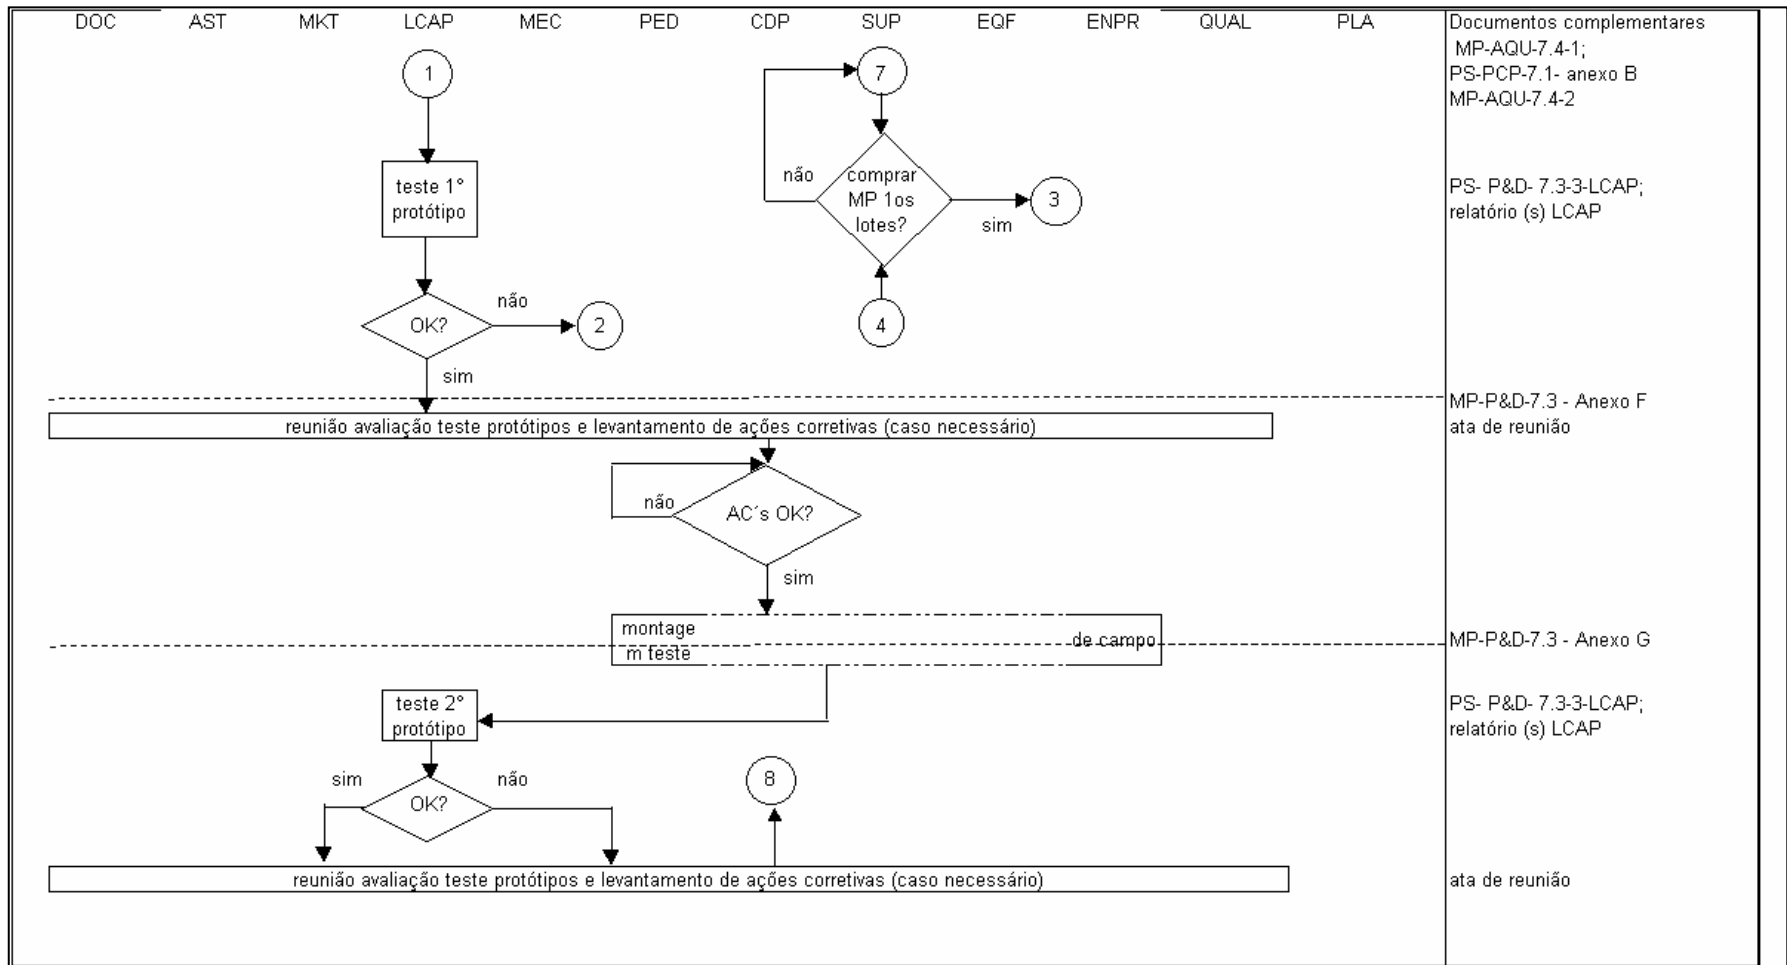 DOC AST MKT LCAP MEC PED CDP SUP EQF ENPR QUAL PLA Documentos complementares
MP-AQU-7.4-1;
PS-PCP-7.1- anexo B
MP-AQU-7.4-2
1
7
teste 1°
protótipo
não
comprar
MP 1os
lotes?
sim
3
PS- P&D- 7.3-3-LCAP;
relatório (s) LCAP
OK?
não
2
4
sim
MP-P&D-7.3 - Anexo F
reunião avaliação teste protótipos e levantamento de ações corretivas (caso necessário)
ata de reunião
não
AC´s OK?
sim
montage
m teste
de campo
MP-P&D-7.3 - Anexo G
teste 2°
protótipo
PS- P&D- 7.3-3-LCAP;
relatório (s) LCAP
sim
OK?
não
8
reunião avaliação teste protótipos e levantamento de ações corretivas (caso necessário)
ata de reunião